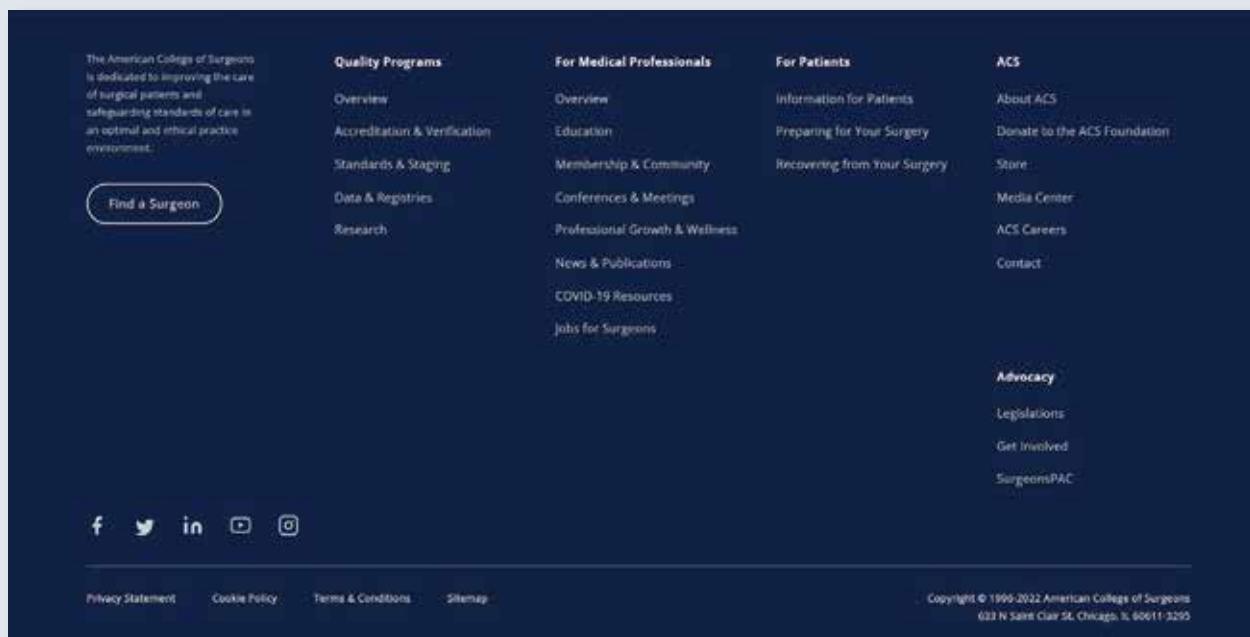 The American College of Surgeons
is dedicated to improving the care
of surgical patients and
safeguarding standards of care in
an optimal and ethical practice
environment.
Find a Surgeon
Quality Programs
Overview
Accreditation & Verification
Standards & Staging
Data & Registries
Research
For Medical Professionals
Overview
Education
Membership & Community
Conferences & Meetings
Professional Growth & Wellness
News & Publications
COVID-19 Resources
Jobs for Surgeons
For Patients
Information for Patients
Preparing for Your Surgery
Recovering from Your Surgery
ACS
About ACS
Donate to the ACS Foundation
Store
Media Center
ACS Careers
Contact
Advocacy
Legislations
Get Involved
SurgeonsPAC
Privacy Statement
Cookie Policy
Terms & Conditions
Sitemap
Copyright © 1996-2022 American College of Surgeons
633 N Saint Clair St, Chicago, IL 60611-3295